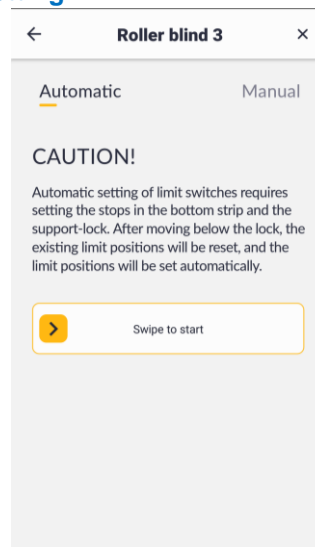 Roller blind 3
Automatic
Manual
CAUTION!
Automatic setting of limit switches requires
setting the stops in the bottom strip and the
support-lock. After moving below the lock, the
existing limit positions will be reset, and the
limit positions will be set automatically.
Swipe to start